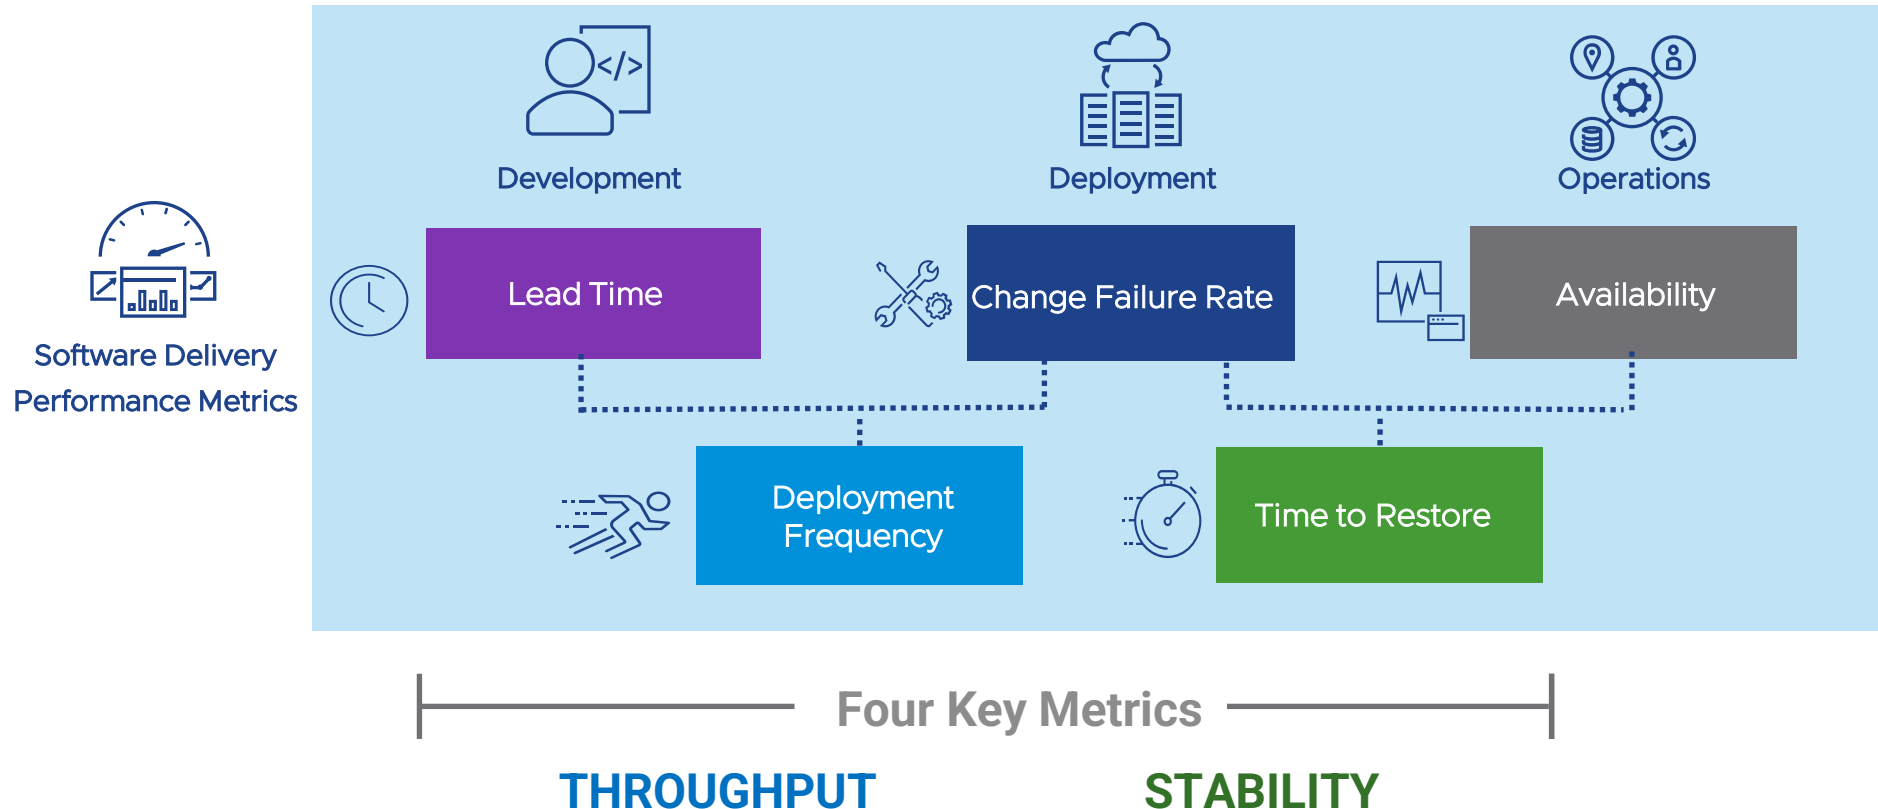 Development
Deployment
Operations
Software Delivery
Performance Metrics
Lead Time
Change Failure Rate
Availability
Deployment
Frequency
Time to Restore
Four Key Metrics
THROUGHPUT
STABILITY